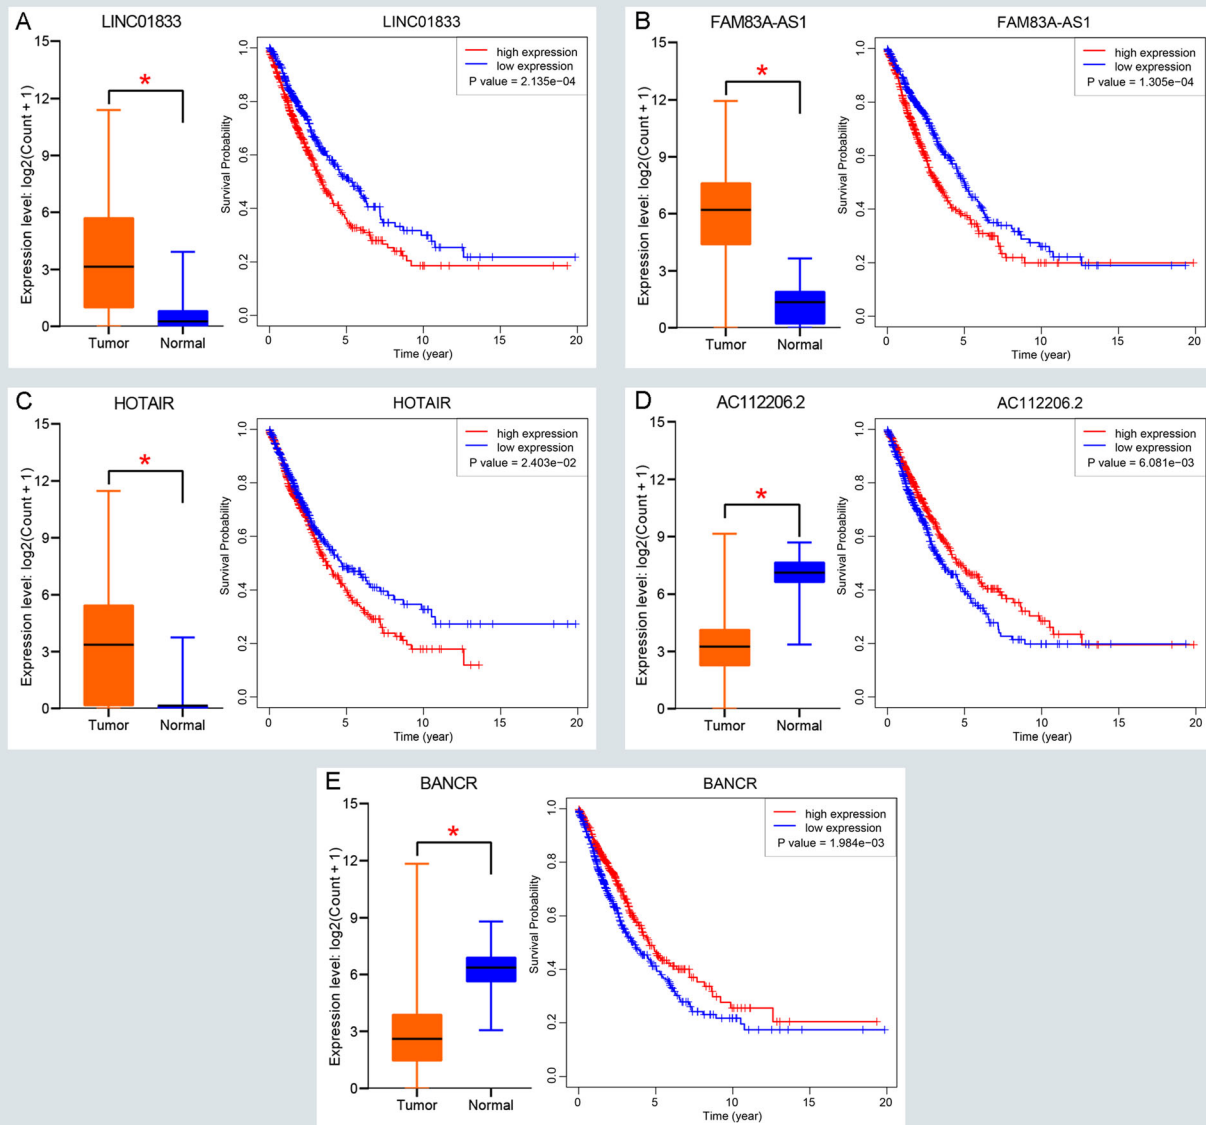 A
LINC01833
LINC01833
Expression level: log2(Count + 1)
15
12
9
6
3
0
*
Tumor
Normal
Survival Probability
1.0
0.8
0.6
0.4
0.2
0.0
high expression
low expression
P value = 2.135e−04
0
5
10
15
20
Time (year)
B
FAM83A-AS1
FAM83A-AS1
Expression level: log2(Count + 1)
15
12
9
6
3
0
*
Tumor
Normal
Survival Probability
1.0
0.8
0.6
0.4
0.2
0.0
high expression
low expression
P value = 1.305e−04
0
5
10
15
20
Time (year)
C
HOTAIR
HOTAIR
Expression level: log2(Count + 1)
15
12
9
6
3
0
*
Tumor
Normal
Survival Probability
1.0
0.8
0.6
0.4
0.2
0.0
high expression
low expression
P value = 2.403e−02
0
5
10
15
20
Time (year)
D
AC112206.2
AC112206.2
Expression level: log2(Count + 1)
15
12
9
6
3
0
*
Tumor
Normal
Survival Probability
1.0
0.8
0.6
0.4
0.2
0.0
high expression
low expression
P value = 6.081e−03
0
5
10
15
20
Time (year)
E
BANCR
BANCR
Expression level: log2(Count + 1)
15
12
9
6
3
0
*
Tumor
Normal
Survival Probability
1.0
0.8
0.6
0.4
0.2
0.0
high expression
low expression
P value = 1.984e−03
0
5
10
15
20
Time (year)